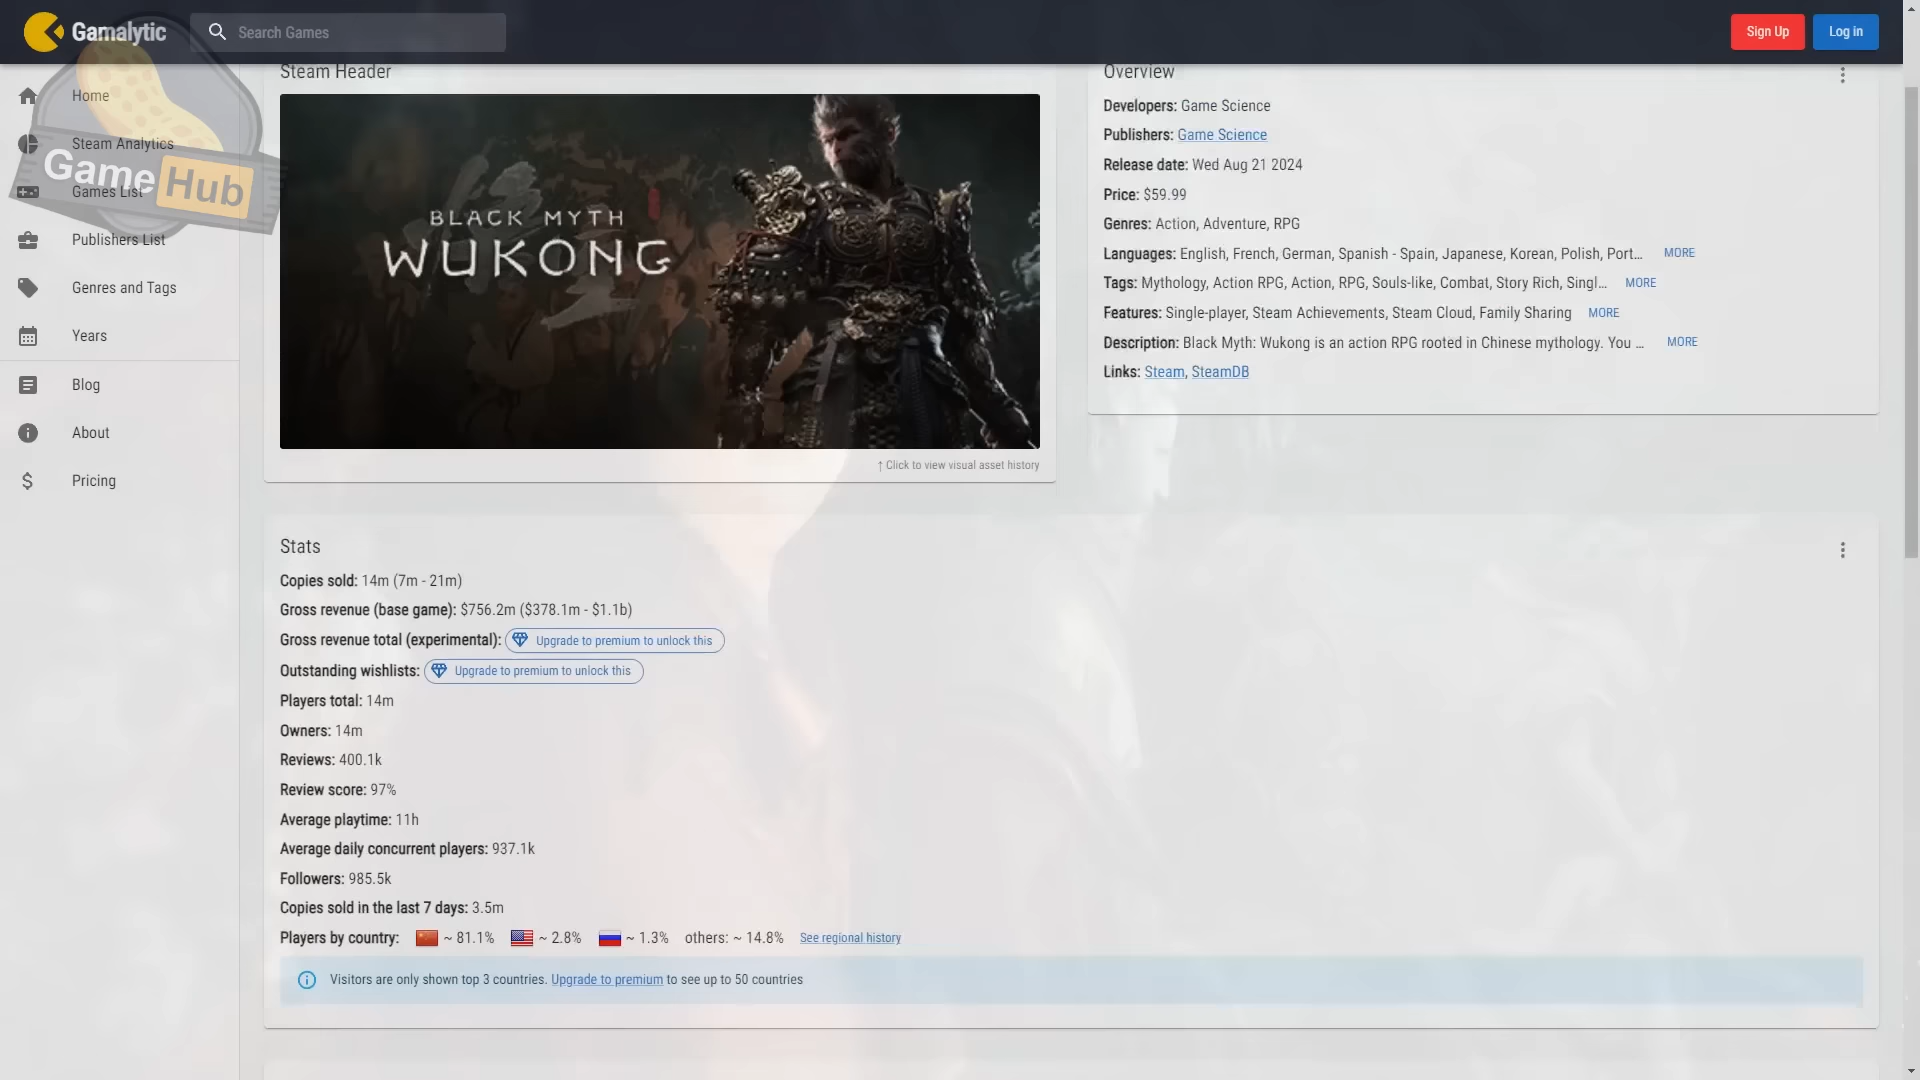 Gamalytic
Search Games
Sign Up
Log in
Home
Steam Analytics
Games List
Publishers List
Genres and Tags
Years
Blog
About
Pricing
Game Hub
Steam Header
BLACK MYTH
WUKONG
↑ Click to view visual asset history
Overview
Developers: Game Science
Publishers: Game Science
Release date: Wed Aug 21 2024
Price: $59.99
Genres: Action, Adventure, RPG
Languages: English, French, German, Spanish - Spain, Japanese, Korean, Polish, Port... MORE
Tags: Mythology, Action RPG, Action, RPG, Souls-like, Combat, Story Rich, Singl... MORE
Features: Single-player, Steam Achievements, Steam Cloud, Family Sharing MORE
Description: Black Myth: Wukong is an action RPG rooted in Chinese mythology. You ... MORE
Links: Steam, SteamDB
Stats
Copies sold: 14m (7m - 21m)
Gross revenue (base game): $756.2m ($378.1m - $1.1b)
Gross revenue total (experimental): Upgrade to premium to unlock this
Outstanding wishlists: Upgrade to premium to unlock this
Players total: 14m
Owners: 14m
Reviews: 400.1k
Review score: 97%
Average playtime: 11h
Average daily concurrent players: 937.1k
Followers: 985.5k
Copies sold in the last 7 days: 3.5m
Players by country: ~ 81.1% ~ 2.8% ~ 1.3% others: ~ 14.8% See regional history
Visitors are only shown top 3 countries. Upgrade to premium to see up to 50 countries